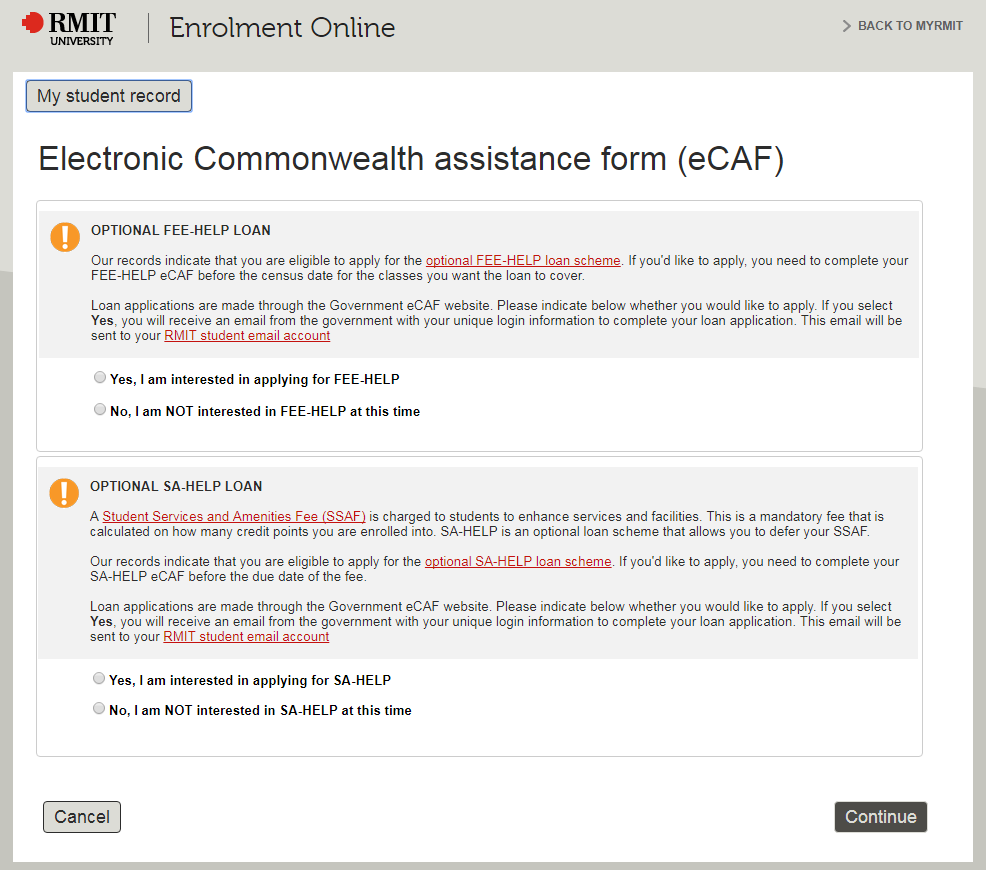 RMIT
UNIVERSITY
Enrolment Online
BACK TO MYRMIT
My student record
Electronic Commonwealth assistance form (eCAF)
OPTIONAL FEE-HELP LOAN
Our records indicate that you are eligible to apply for the optional FEE-HELP loan scheme. If you'd like to apply, you need to complete your
FEE-HELP eCAF before the census date for the classes you want the loan to cover.
Loan applications are made through the Government eCAF website. Please indicate below whether you would like to apply. If you select
Yes, you will receive an email from the government with your unique login information to complete your loan application. This email will be
sent to your RMIT student email account
Yes, I am interested in applying for FEE-HELP
No, I am NOT interested in FEE-HELP at this time
OPTIONAL SA-HELP LOAN
A Student Services and Amenities Fee (SSAF) is charged to students to enhance services and facilities. This is a mandatory fee that is
calculated on how many credit points you are enrolled into. SA-HELP is an optional loan scheme that allows you to defer your SSAF.
Our records indicate that you are eligible to apply for the optional SA-HELP loan scheme. If you'd like to apply, you need to complete your
SA-HELP eCAF before the due date of the fee.
Loan applications are made through the Government eCAF website. Please indicate below whether you would like to apply. If you select
Yes, you will receive an email from the government with your unique login information to complete your loan application. This email will be
sent to your RMIT student email account
Yes, I am interested in applying for SA-HELP
No, I am NOT interested in SA-HELP at this time
Cancel
Continue